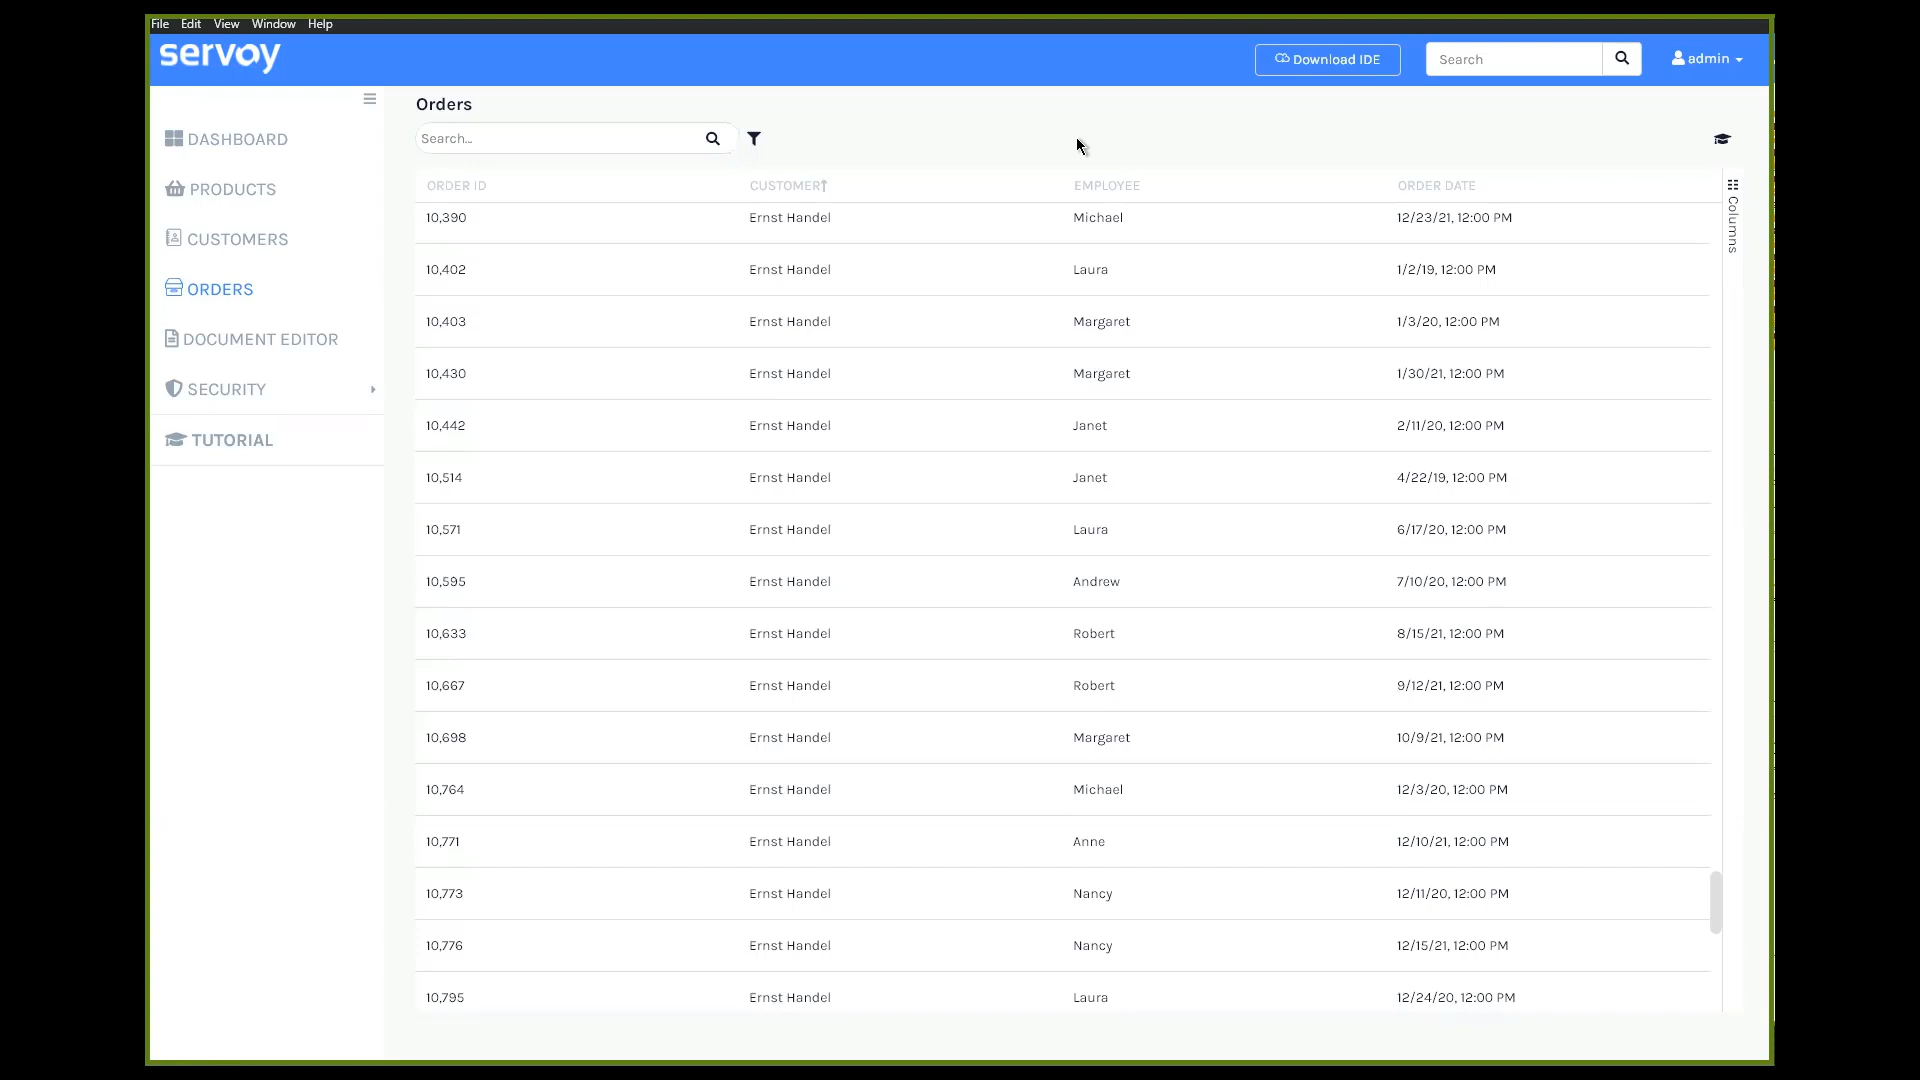 File Edit View Window Help
servoy
Download IDE
Search
admin
DASHBOARD
PRODUCTS
CUSTOMERS
ORDERS
DOCUMENT EDITOR
SECURITY
TUTORIAL
Orders
Search...
ORDER ID CUSTOMER EMPLOYEE ORDER DATE
10,390 Ernst Handel Michael 12/23/21, 12:00 PM
10,402 Ernst Handel Laura 1/2/19, 12:00 PM
10,403 Ernst Handel Margaret 1/3/20, 12:00 PM
10,430 Ernst Handel Margaret 1/30/21, 12:00 PM
10,442 Ernst Handel Janet 2/11/20, 12:00 PM
10,514 Ernst Handel Janet 4/22/19, 12:00 PM
10,571 Ernst Handel Laura 6/17/20, 12:00 PM
10,595 Ernst Handel Andrew 7/10/20, 12:00 PM
10,633 Ernst Handel Robert 8/15/21, 12:00 PM
10,667 Ernst Handel Robert 9/12/21, 12:00 PM
10,698 Ernst Handel Margaret 10/9/21, 12:00 PM
10,764 Ernst Handel Michael 12/3/20, 12:00 PM
10,771 Ernst Handel Anne 12/10/21, 12:00 PM
10,773 Ernst Handel Nancy 12/11/20, 12:00 PM
10,776 Ernst Handel Nancy 12/15/21, 12:00 PM
10,795 Ernst Handel Laura 12/24/20, 12:00 PM
Columns